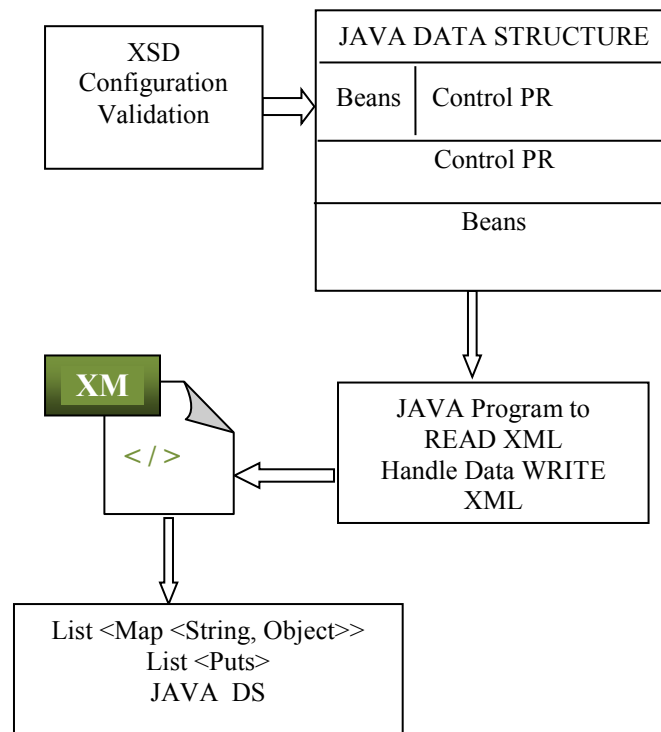 XSD
Configuration
Validation
JAVA DATA STRUCTURE
Beans
Control PR
Control PR
Beans
XM
</>
JAVA Program to
READ XML
Handle Data WRITE
XML
List <Map <String, Object>>
List <Puts>
JAVA DS